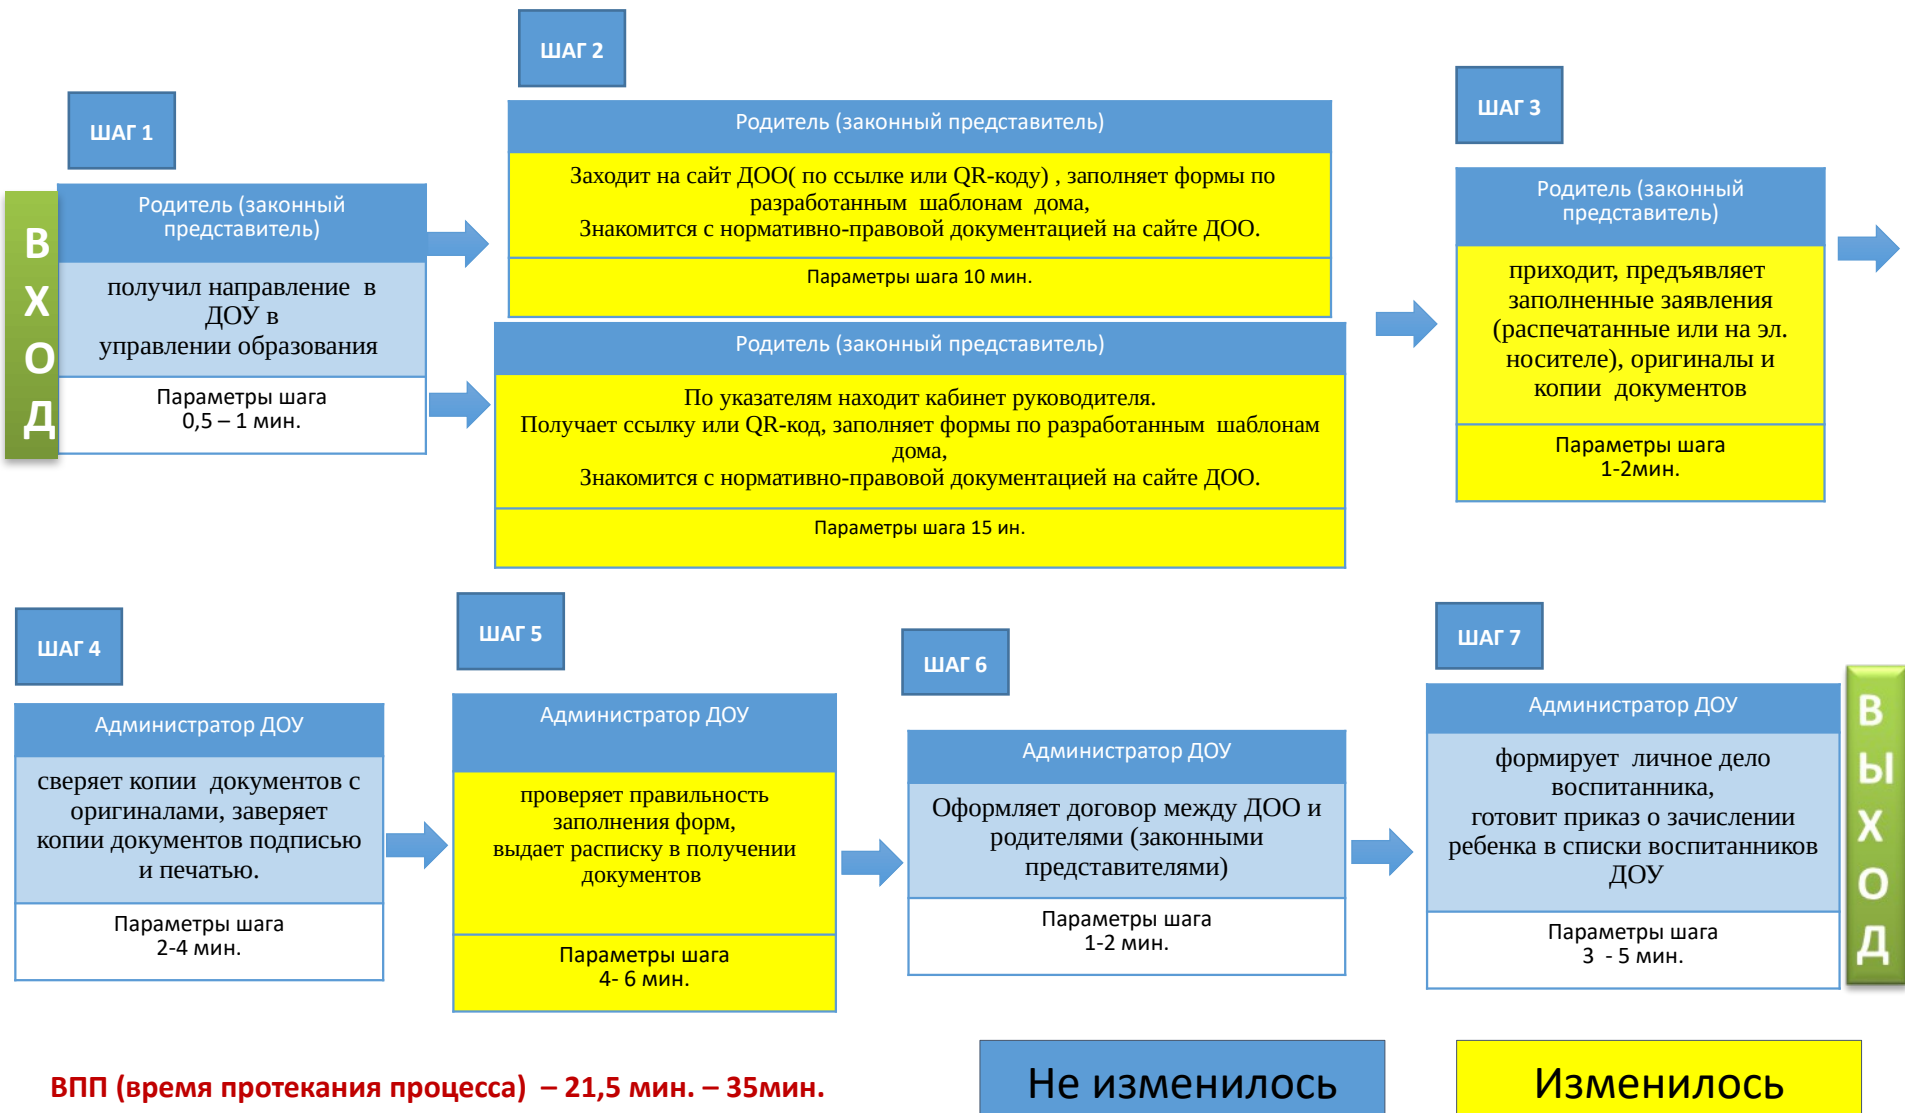 ШАГ 1
ШАГ 2
ШАГ 3
В
Х
О
Д
Родитель (законный
представитель)
получил направление в
ДОУ в
управлении образования
Параметры шага
0,5 – 1 мин.
Родитель (законный представитель)
Заходит на сайт ДОО( по ссылке или QR-коду) , заполняет формы по
разработанным шаблонам дома,
Знакомится с нормативно-правовой документацией на сайте ДОО.
Параметры шага 10 мин.
Родитель (законный представитель)
По указателям находит кабинет руководителя.
Получает ссылку или QR-код, заполняет формы по разработанным шаблонам
дома,
Знакомится с нормативно-правовой документацией на сайте ДОО.
Параметры шага 15 ин.
Родитель (законный
представитель)
приходит, предъявляет
заполненные заявления
(распечатанные или на эл.
носителе), оригиналы и
копии документов
Параметры шага
1-2мин.
ШАГ 4
Администратор ДОУ
сверяет копии документов с
оригиналами, заверяет
копии документов подписью
и печатью.
Параметры шага
2-4 мин.
ШАГ 5
Администратор ДОУ
проверяет правильность
заполнения форм,
выдает расписку в получении
документов
Параметры шага
4- 6 мин.
ШАГ 6
Администратор ДОУ
Оформляет договор между ДОО и
родителями (законными
представителями)
Параметры шага
1-2 мин.
ШАГ 7
Администратор ДОУ
формирует личное дело
воспитанника,
готовит приказ о зачислении
ребенка в списки воспитанников
ДОУ
Параметры шага
3 - 5 мин.
В
Ы
Х
О
Д
ВПП (время протекания процесса) – 21,5 мин. – 35мин.
Не изменилось
Изменилось